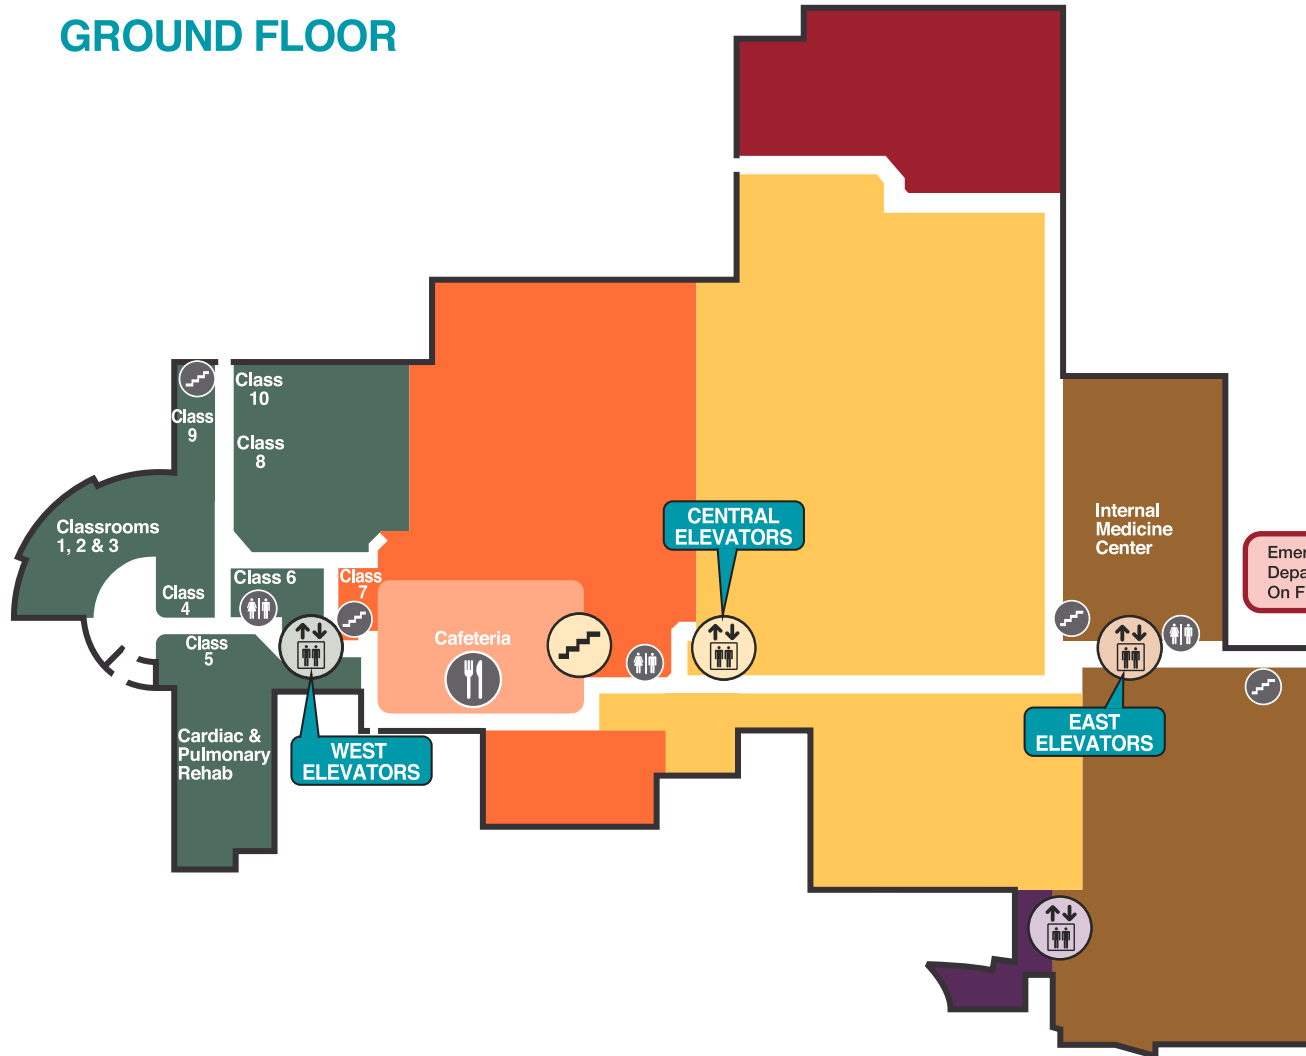 GROUND FLOOR
Class
10
Class
9
Class
8
Classrooms
1, 2 & 3
Class 6
Class
7
Class
4
Class
5
Cafeteria
CENTRAL
ELEVATORS
Internal
Medicine
Center
On F
Cardiac &
Pulmonary
Rehab
WEST
ELEVATORS
EAST
ELEVATORS